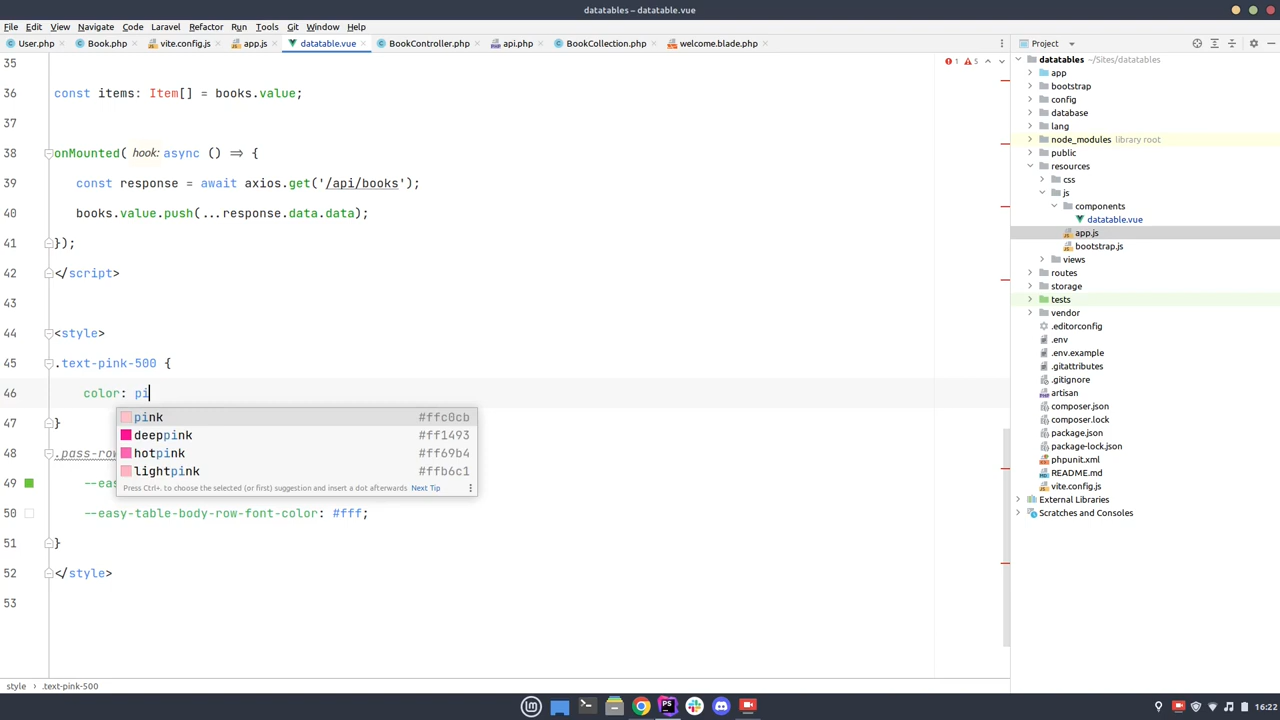 datatables – datatable.vue
File Edit View Navigate Code Laravel Refactor Run Tools Git Window Help
User.php Book.php vite.config.js app.js datatable.vue BookController.php api.php BookCollection.php welcome.blade.php
Project
1 5
35
36 const items: Item[] = books.value;
37
38 onMounted( hook: async () => {
39 const response = await axios.get('/api/books');
40 books.value.push(...response.data.data);
41 });
42 </script>
43
44 <style>
45 .text-pink-500 {
46 color: pi
pink #ffc0cb
deeppink #ff1493
hotpink #ff69b4
lightpink #ffb6c1
Press Ctrl+. to choose the selected (or first) suggestion and insert a dot afterwards Next Tip
47 }
48 .pass-row
49 --eas
50 --easy-table-body-row-font-color: #fff;
51 }
52 </style>
53
datatables ~/Sites/datatables
app
bootstrap
config
database
lang
node_modules library root
public
resources
css
js
components
datatable.vue
app.js
bootstrap.js
views
routes
storage
tests
vendor
.editorconfig
.env
.env.example
.gitattributes
.gitignore
artisan
composer.json
composer.lock
package.json
package-lock.json
phpunit.xml
README.md
vite.config.js
External Libraries
Scratches and Consoles
style .text-pink-500
PS
16:22